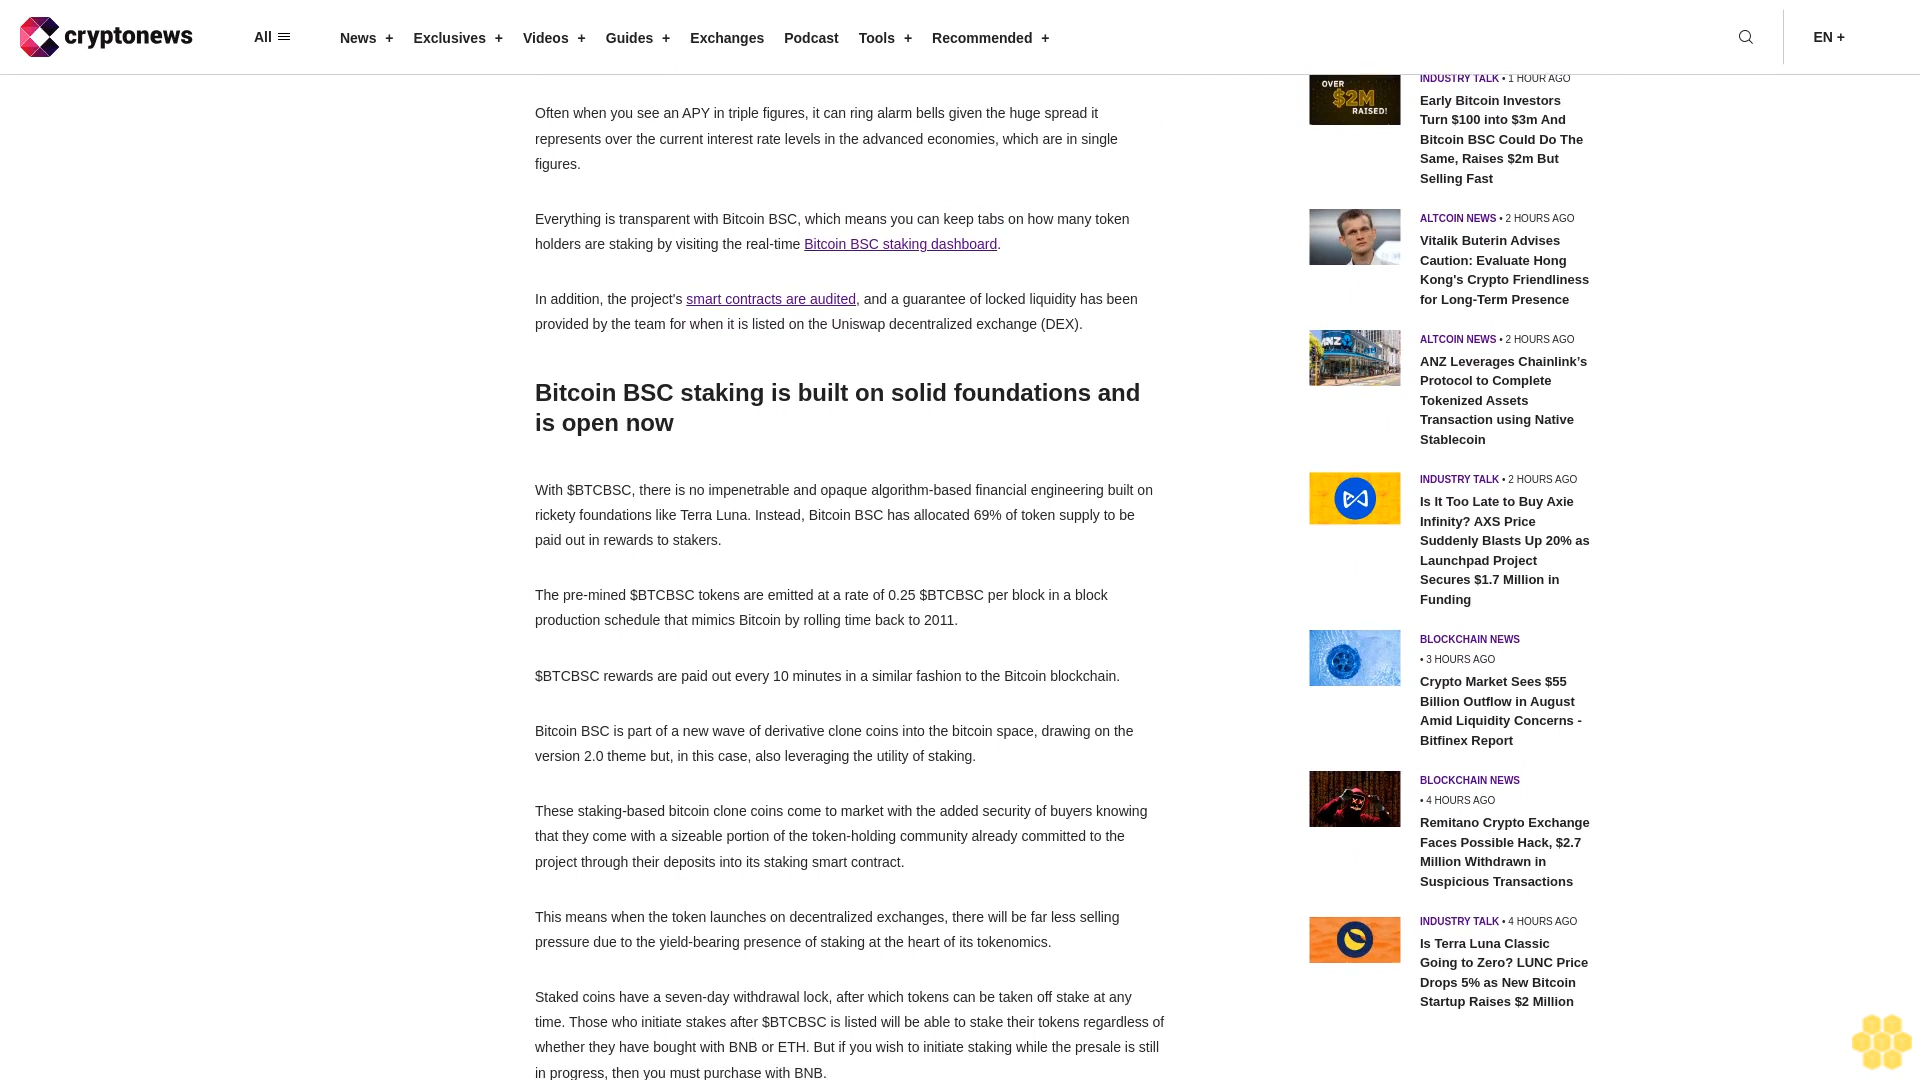 cryptonews
All
News +
Exclusives +
Videos +
Guides +
Exchanges
Podcast
Tools +
Recommended +
EN +
Often when you see an APY in triple figures, it can ring alarm bells given the huge spread it
represents over the current interest rate levels in the advanced economies, which are in single
figures.
Everything is transparent with Bitcoin BSC, which means you can keep tabs on how many token
holders are staking by visiting the real-time Bitcoin BSC staking dashboard.
In addition, the project's smart contracts are audited, and a guarantee of locked liquidity has been
provided by the team for when it is listed on the Uniswap decentralized exchange (DEX).
Bitcoin BSC staking is built on solid foundations and
is open now
With $BTCBSC, there is no impenetrable and opaque algorithm-based financial engineering built on
rickety foundations like Terra Luna. Instead, Bitcoin BSC has allocated 69% of token supply to be
paid out in rewards to stakers.
The pre-mined $BTCBSC tokens are emitted at a rate of 0.25 $BTCBSC per block in a block
production schedule that mimics Bitcoin by rolling time back to 2011.
$BTCBSC rewards are paid out every 10 minutes in a similar fashion to the Bitcoin blockchain.
Bitcoin BSC is part of a new wave of derivative clone coins into the bitcoin space, drawing on the
version 2.0 theme but, in this case, also leveraging the utility of staking.
These staking-based bitcoin clone coins come to market with the added security of buyers knowing
that they come with a sizeable portion of the token-holding community already committed to the
project through their deposits into its staking smart contract.
This means when the token launches on decentralized exchanges, there will be far less selling
pressure due to the yield-bearing presence of staking at the heart of its tokenomics.
Staked coins have a seven-day withdrawal lock, after which tokens can be taken off stake at any
time. Those who initiate stakes after $BTCBSC is listed will be able to stake their tokens regardless of
whether they have bought with BNB or ETH. But if you wish to initiate staking while the presale is still
in progress, then you must purchase with BNB.
OVER
$2M
RAISED!
INDUSTRY TALK • 1 HOUR AGO
Early Bitcoin Investors
Turn $100 into $3m And
Bitcoin BSC Could Do The
Same, Raises $2m But
Selling Fast
ALTCOIN NEWS • 2 HOURS AGO
Vitalik Buterin Advises
Caution: Evaluate Hong
Kong's Crypto Friendliness
for Long-Term Presence
ANZ
ALTCOIN NEWS • 2 HOURS AGO
ANZ Leverages Chainlink’s
Protocol to Complete
Tokenized Assets
Transaction using Native
Stablecoin
INDUSTRY TALK • 2 HOURS AGO
Is It Too Late to Buy Axie
Infinity? AXS Price
Suddenly Blasts Up 20% as
Launchpad Project
Secures $1.7 Million in
Funding
BLOCKCHAIN NEWS
• 3 HOURS AGO
Crypto Market Sees $55
Billion Outflow in August
Amid Liquidity Concerns -
Bitfinex Report
BLOCKCHAIN NEWS
• 4 HOURS AGO
Remitano Crypto Exchange
Faces Possible Hack, $2.7
Million Withdrawn in
Suspicious Transactions
INDUSTRY TALK • 4 HOURS AGO
Is Terra Luna Classic
Going to Zero? LUNC Price
Drops 5% as New Bitcoin
Startup Raises $2 Million